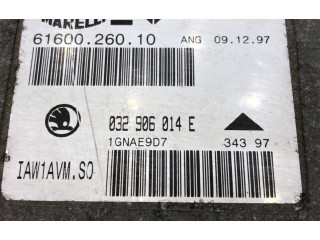 MARELLI
61600.260.10 ANG 09.12.97
032 906 014 E
1GNAE9D7 343 97
IAW1AVM.SO